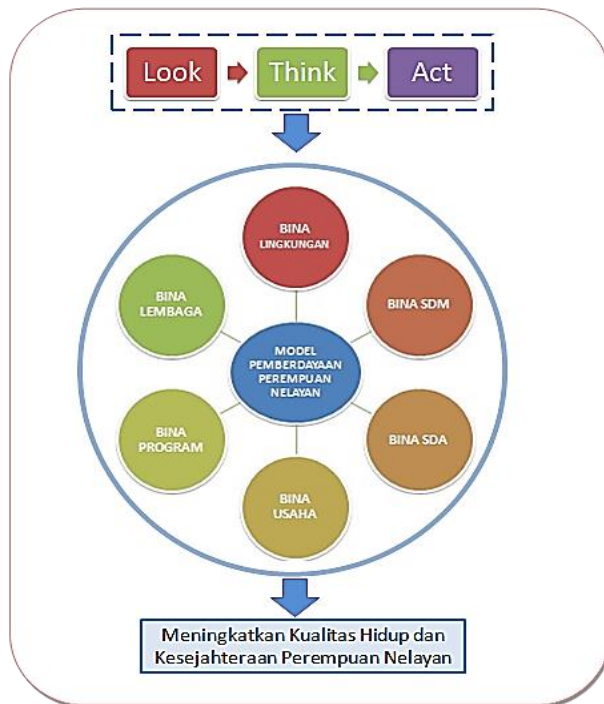 Look
Think
Act
BINA
LINGKUNGAN
BINA SDM
BINA SDA
BINA
USAHA
BINA
PROGRAM
BINA
LEMBAGA
MODEL
PEMBERDAYAAN
PEREMPUAN
NELAYAN
Meningkatkan Kualitas Hidup dan
Kesejahteraan Perempuan Nelayan